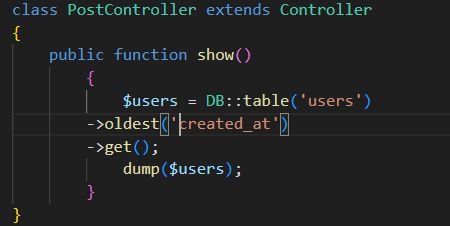 class PostController extends Controller
{
    public function show()
        {
            $users = DB::table('users')
        ->oldest('created_at')
        ->get();
            dump($users);
        }
}